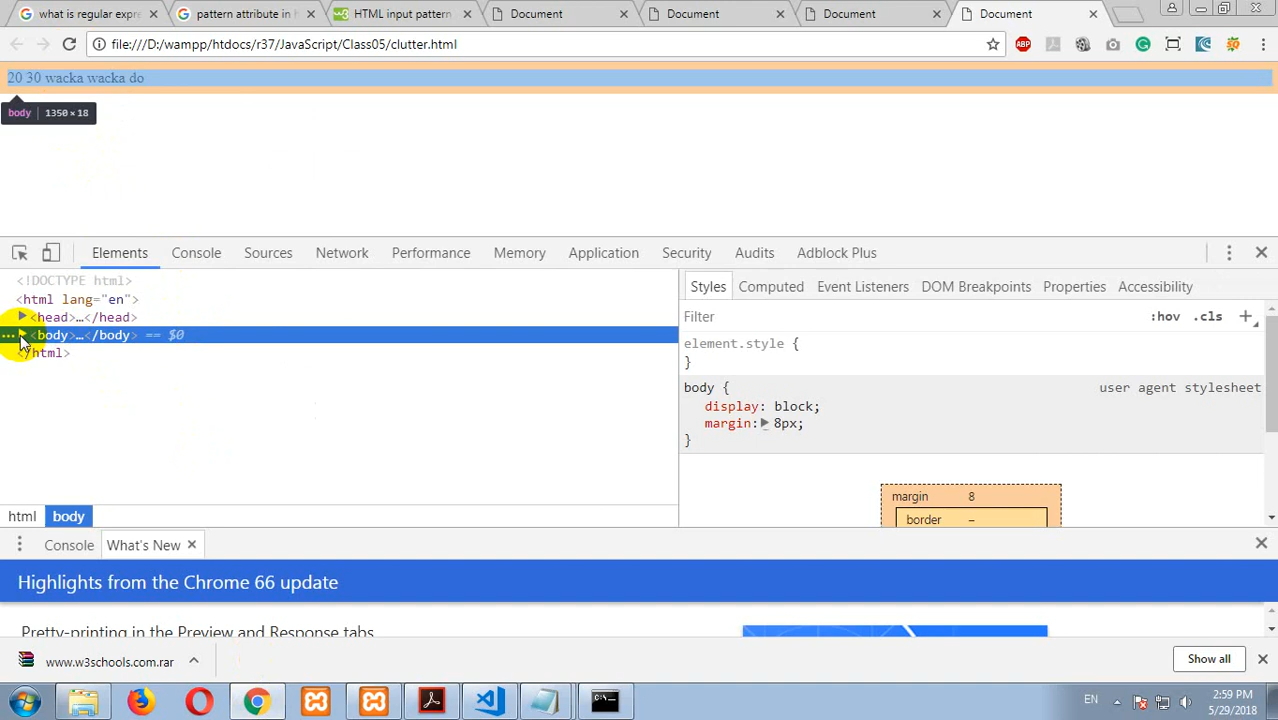 what is regular expre
pattern attribute in h
HTML input pattern
Document
Document
Document
Document
file:///D:/wampp/htdocs/r37/JavaScript/Class05/clutter.html
ABP
20 30 wacka wacka do
body 1350 × 18
Elements Console Sources Network Performance Memory Application Security Audits Adblock Plus
<!DOCTYPE html>
<html lang="en">
<head>…</head>
<body>…</body> == $0
</html>
html body
Styles Computed Event Listeners DOM Breakpoints Properties Accessibility
Filter :hov .cls
element.style {
}
body { user agent stylesheet
display: block;
margin: 8px;
}
margin 8
border –
Console What's New
Highlights from the Chrome 66 update
Pretty-printing in the Preview and Response tabs
www.w3schools.com.rar
Show all
EN
2:59 PM
5/29/2018